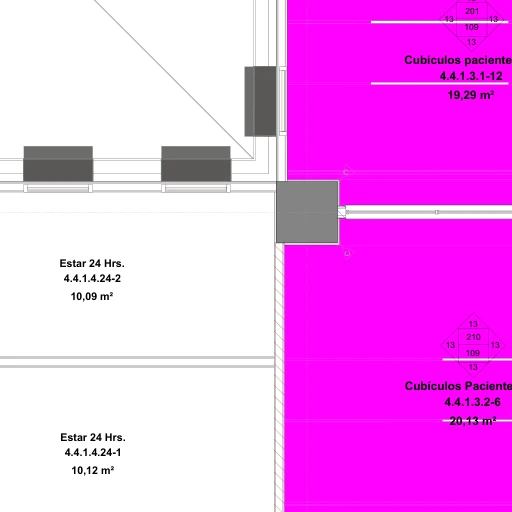 201
13 13
109
13
Cubículos paciente
4.4.1.3.1-12
19,29 m²
Estar 24 Hrs.
4.4.1.4.24-2
10,09 m²
13
210
13 13
109
13
Cubículos Paciente
4.4.1.3.2-6
20,13 m²
Estar 24 Hrs.
4.4.1.4.24-1
10,12 m²